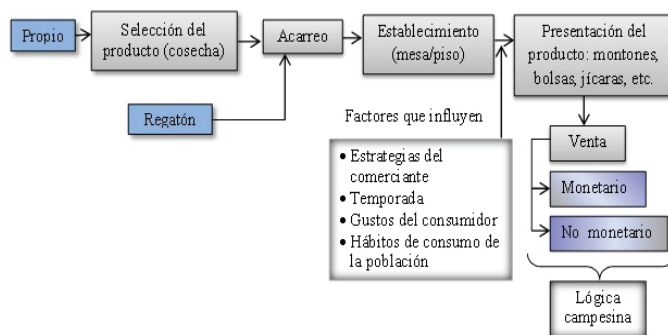 Propio
Selección del
producto (cosecha)
Acarreo
Establecimiento
(mesa/piso)
Presentación del
producto: montones,
bolsas, jícaras, etc.
Regatón
Factores que influyen
• Estrategias del
comerciante
• Temporada
• Gustos del consumidor
• Hábitos de consumo de
la población
Venta
Monetario
No monetario
Lógica
campesina